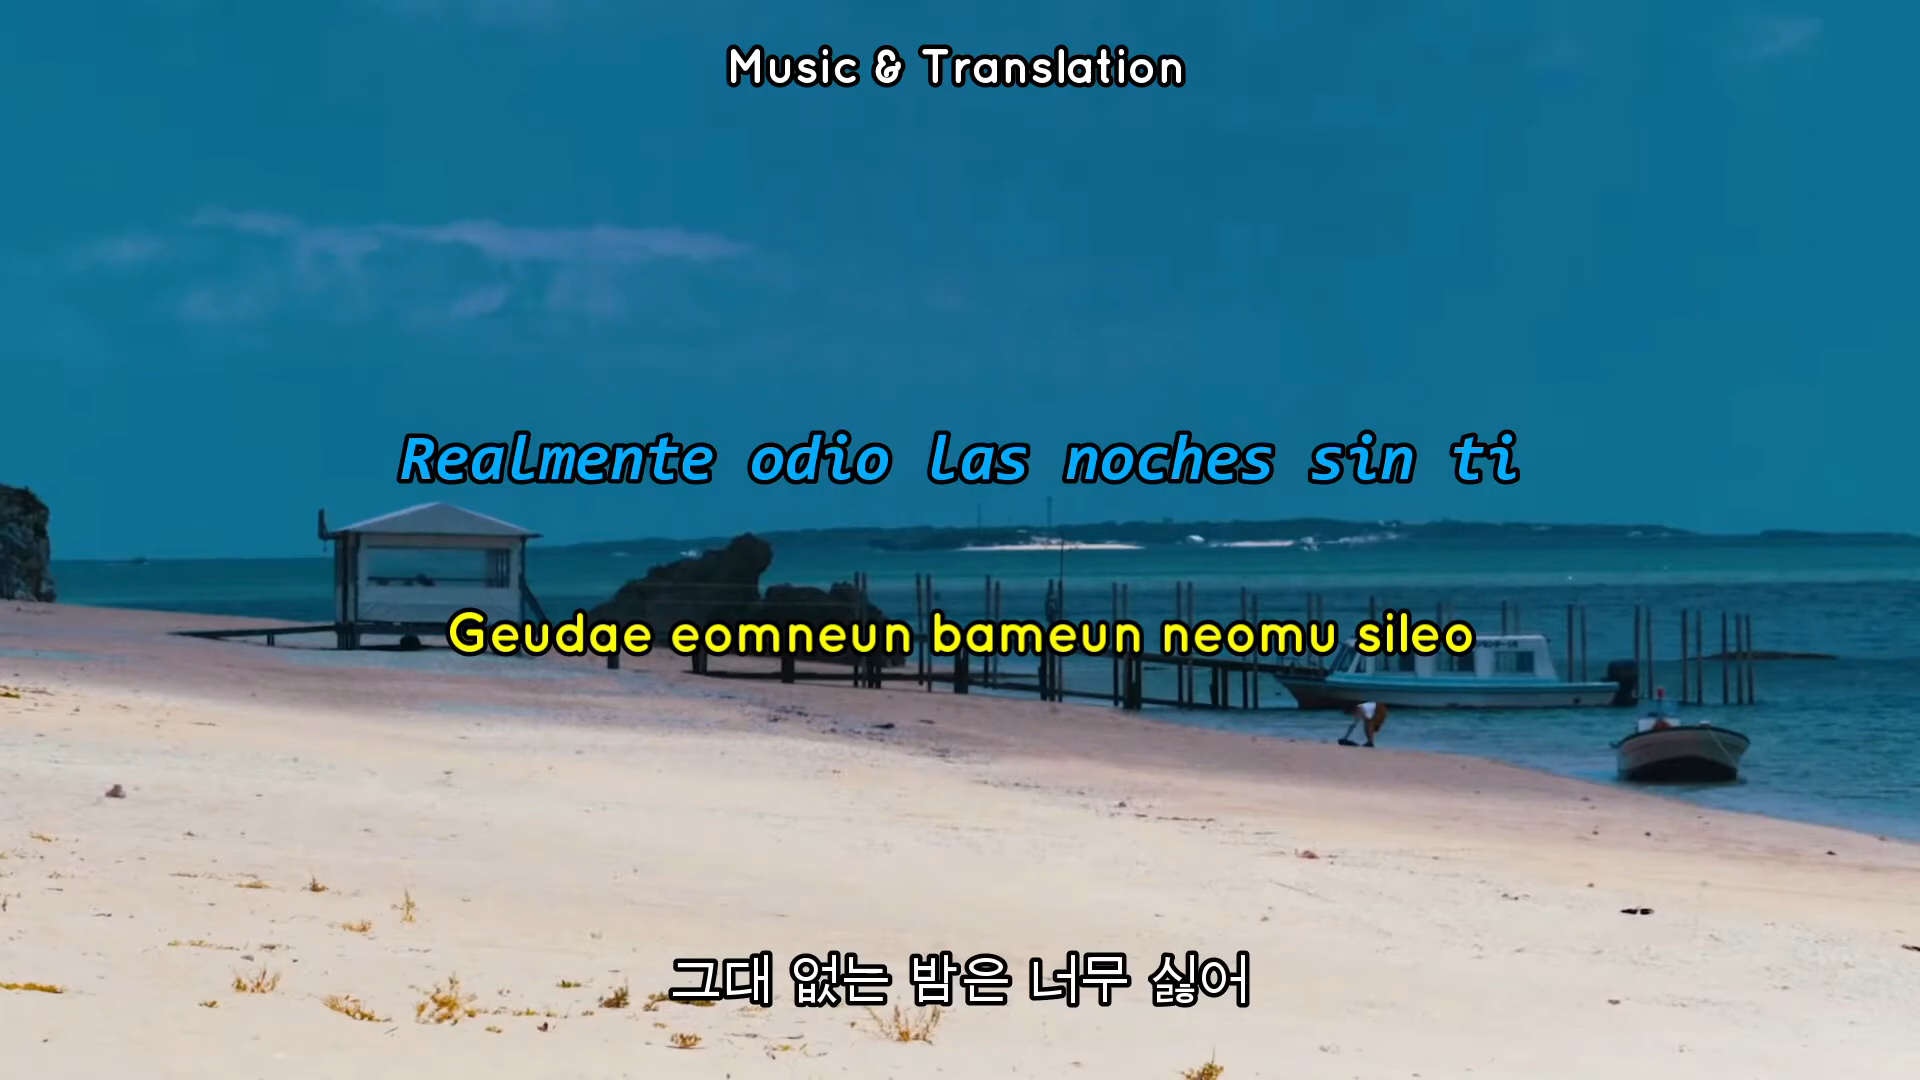 Music & Translation
Realmente odio las noches sin ti
Geudae eomneun bameun neomu sileo
그대 없는 밤은 너무 싫어